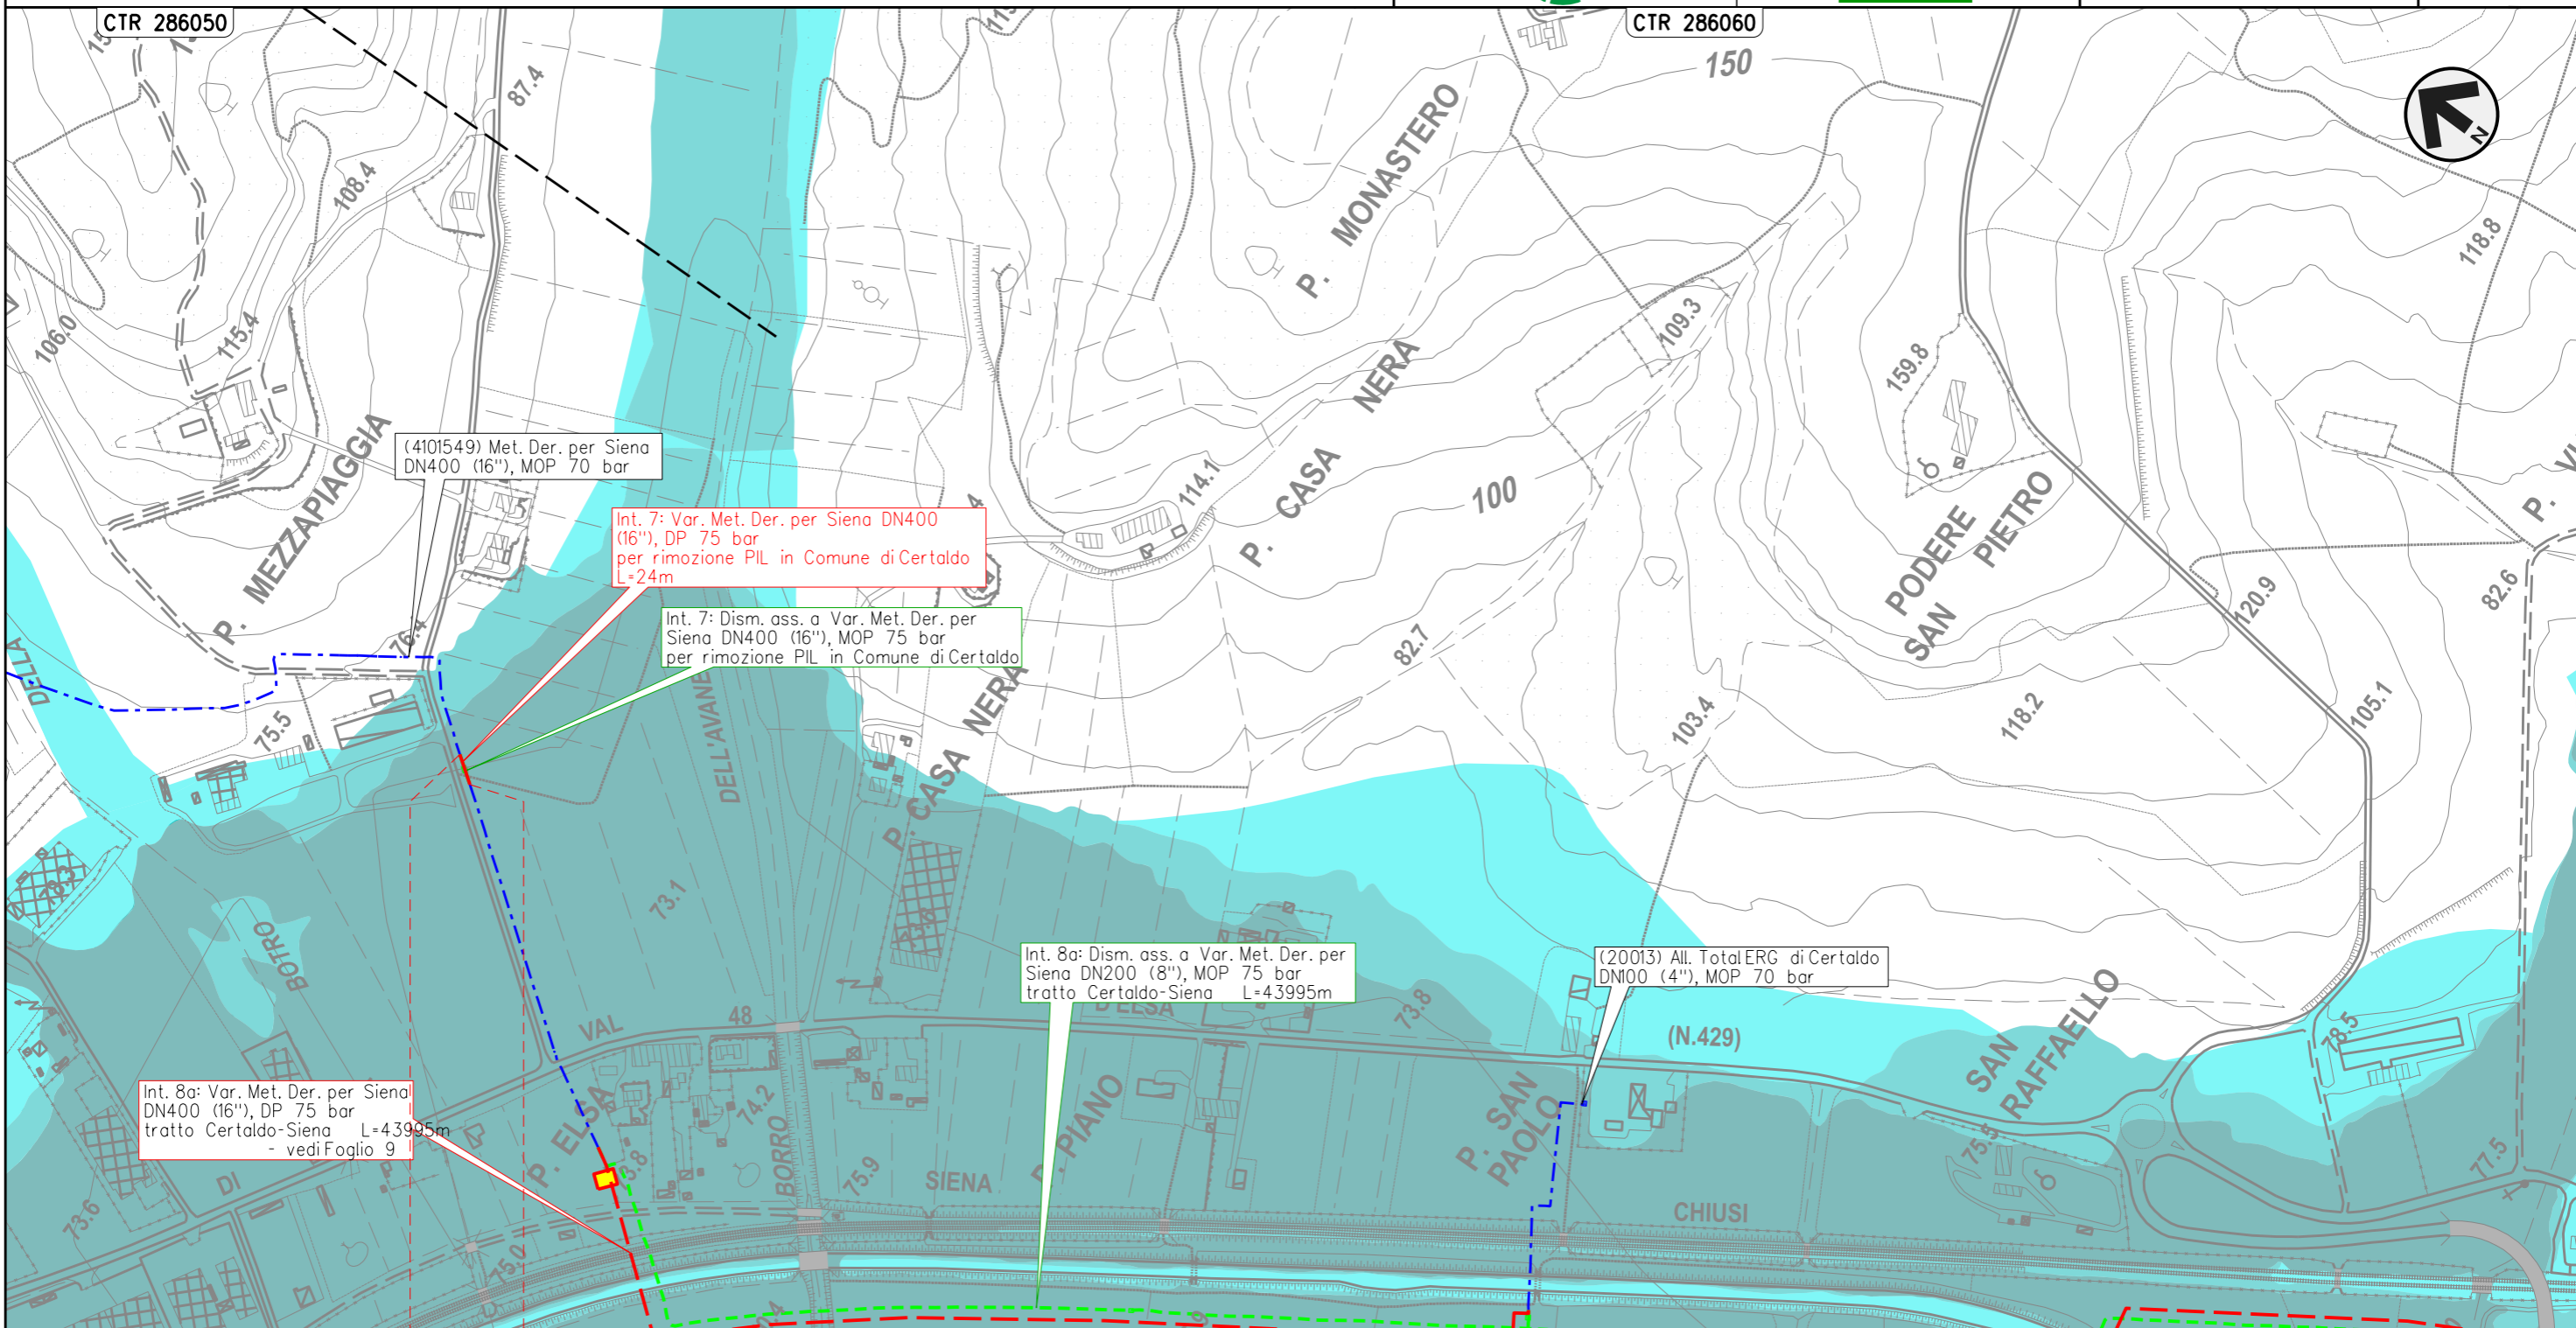 CTR 286050
CTR 286060
150
87.4
N
108.4
P. MONASTERO
118.8
106.0
115.4
109.3
159.8
P. MEZZAPIAGGIA
(4101549) Met. Der. per Siena
DN400 (16"), MOP 70 bar
P. CASA NERA
114.1
100
Int. 7: Var. Met. Der. per Siena DN400
(16"), DP 75 bar
per rimozione PIL in Comune di Certaldo
L=24m
PODERE
SAN PIETRO
120.9
82.6
Int. 7: Dism. ass. a Var. Met. Der. per
Siena DN400 (16"), MOP 75 bar
per rimozione PIL in Comune di Certaldo
76.4
82.7
DELLA
75.5
DELL'AVANE
P. CASA NERA
103.4
118.2
105.1
78.3
73.1
BOTRO
Int. 8a: Dism. ass. a Var. Met. Der. per
Siena DN200 (8"), MOP 75 bar
tratto Certaldo-Siena L=43995m
(20013) All. TotalERG di Certaldo
DN100 (4"), MOP 70 bar
VAL
48
D'ELSA
73.8
(N.429)
SAN
RAFFAELLO
78.5
Int. 8a: Var. Met. Der. per Siena
DN400 (16"), DP 75 bar
tratto Certaldo-Siena L=43995m
- vedi Foglio 9
P. ELSA
74.2
BORRO
P. PIANO
P. SAN
PAOLO
75.5
73.6
DI
75.9
SIENA
CHIUSI
77.5
75.0